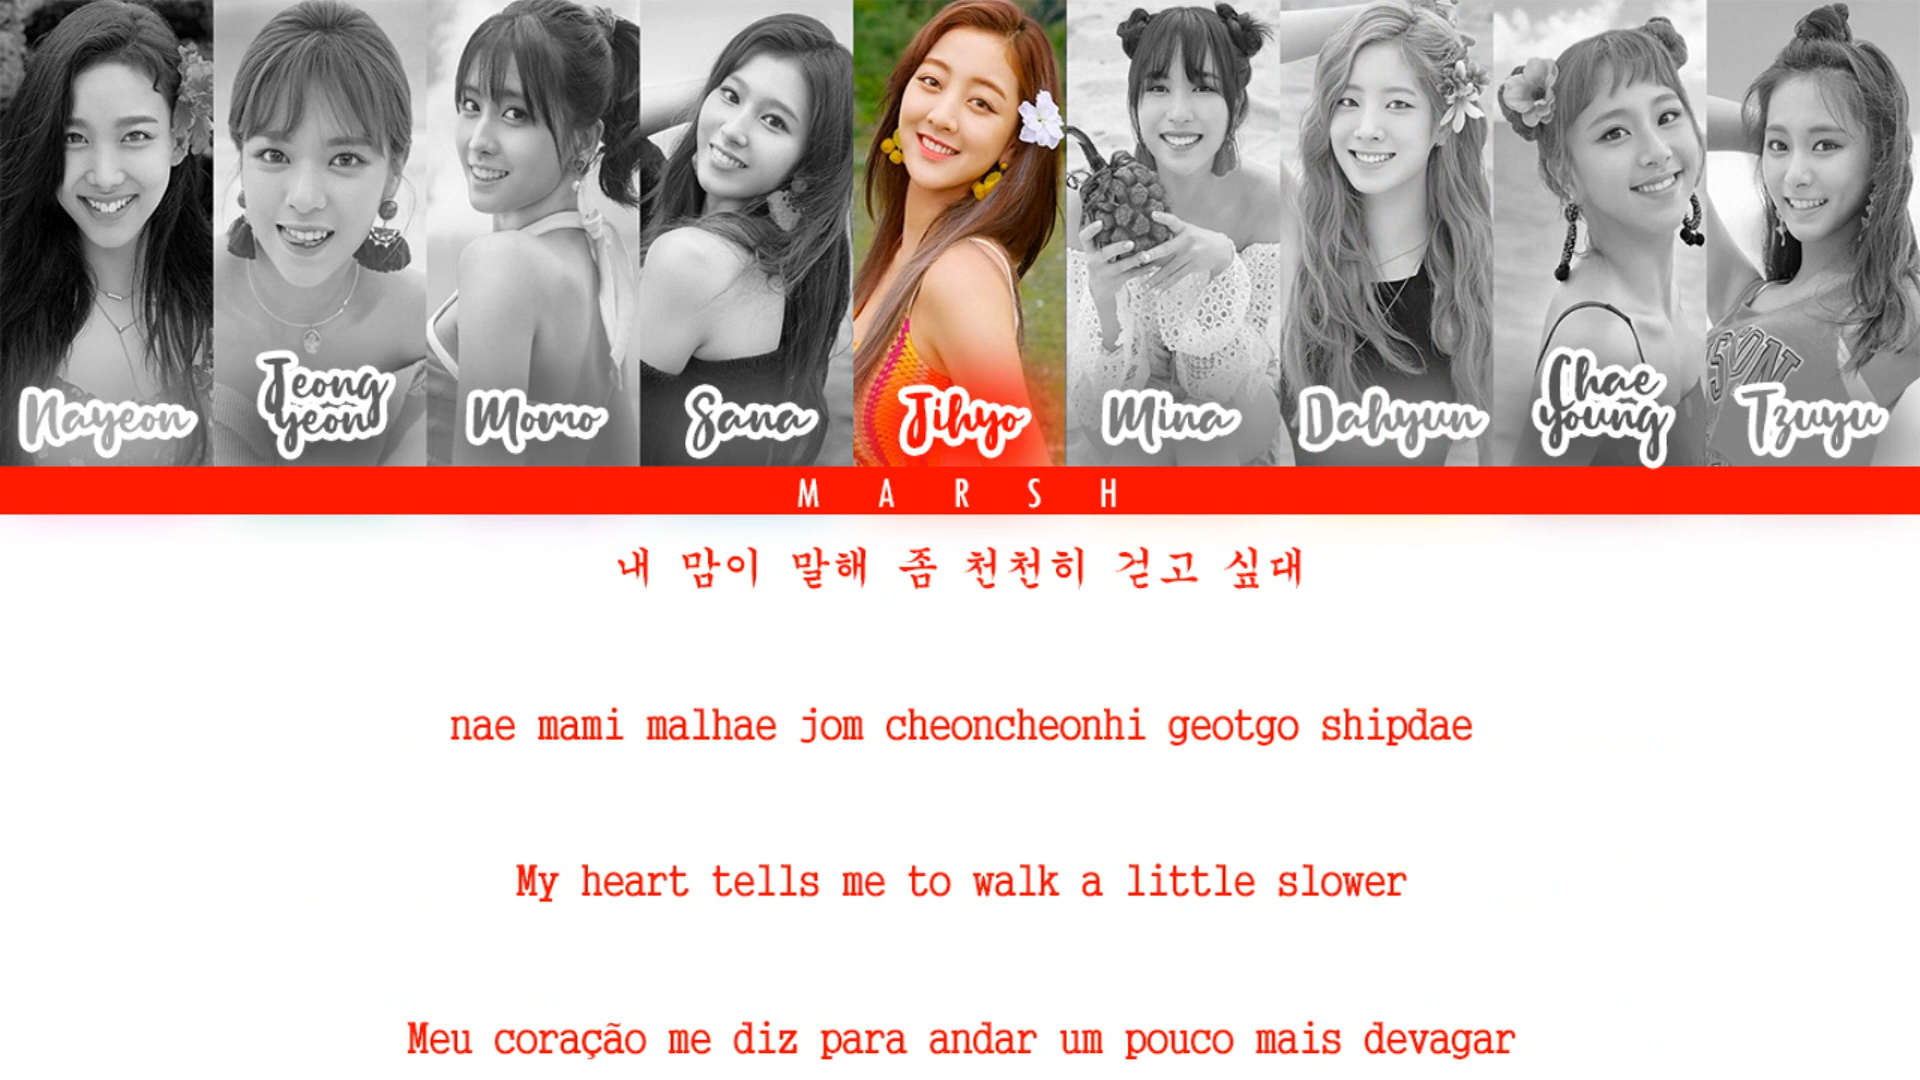 Nayeon
Jeong
yeon
Momo
Sana
Jihyo
Mina
Dahyun
Chae
young
Tzuyu
MARSH
내 맘이 말해 좀 천천히 걷고 싶대
nae mami malhae jom cheoncheonhi geotgo shipdae
My heart tells me to walk a little slower
Meu coração me diz para andar um pouco mais devagar